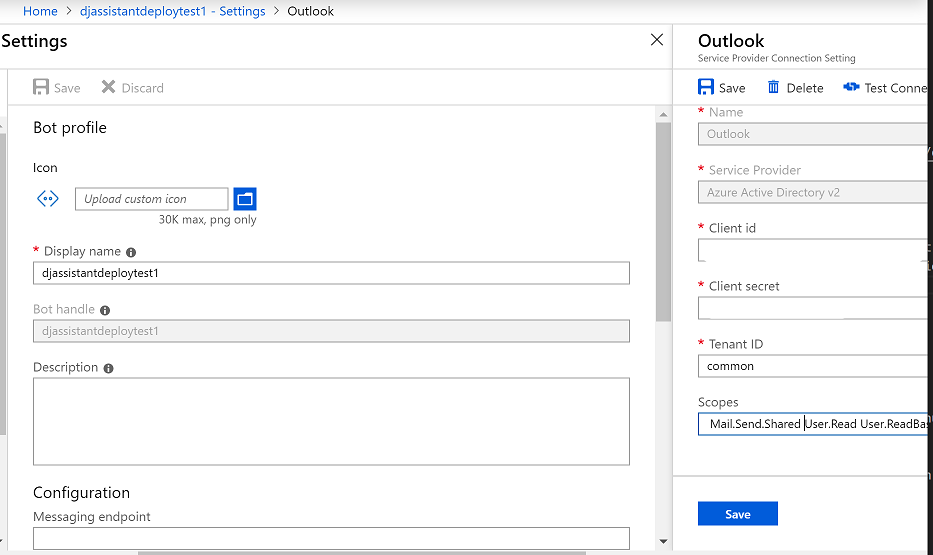 Home > djassistantdeploytest1 - Settings > Outlook
Settings
Save Discard
Bot profile
Icon
Upload custom icon
30K max, png only
* Display name
djassistantdeploytest1
Bot handle
djassistantdeploytest1
Description
Configuration
Messaging endpoint
Outlook
Service Provider Connection Setting
Save Delete Test Conne
* Name
Outlook
* Service Provider
Azure Active Directory v2
* Client id
* Client secret
* Tenant ID
common
Scopes
Mail.Send.Shared User.Read User.ReadBas
Save